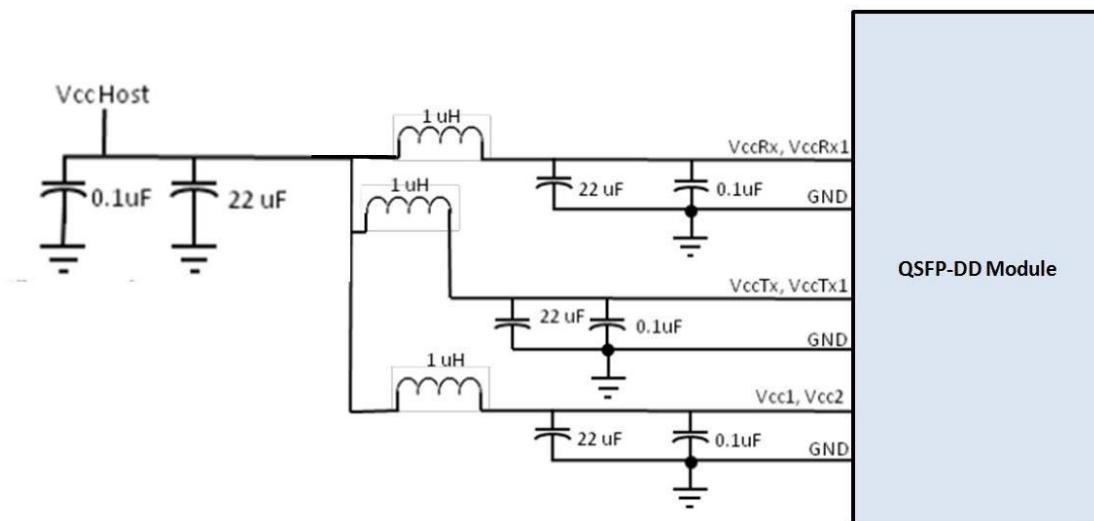 VccHost
0.1uF
22 uF
1 uH
VccRx, VccRx1
22 uF
0.1uF
GND
1 uH
VccTx, VccTx1
22 uF
0.1uF
GND
1 uH
Vcc1, Vcc2
22 uF
0.1uF
GND
QSFP-DD Module